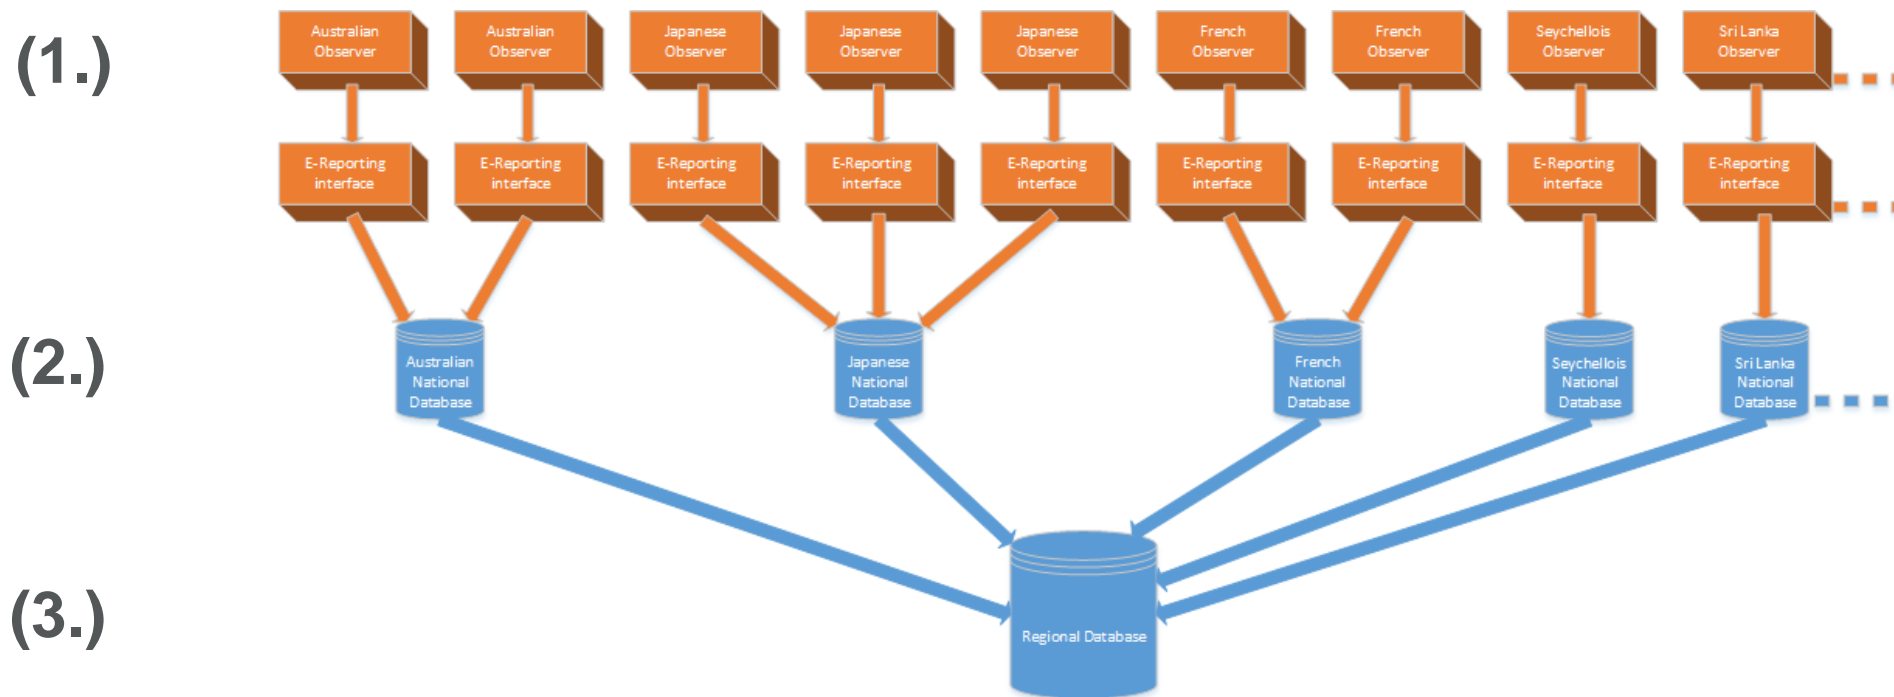 (1.)
Australian
Observer
Australian
Observer
Japanese
Observer
Japanese
Observer
Japanese
Observer
French
Observer
French
Observer
Seychellois
Observer
Sri Lanka
Observer
E-Reporting
interface
E-Reporting
interface
E-Reporting
interface
E-Reporting
interface
E-Reporting
interface
E-Reporting
interface
E-Reporting
interface
E-Reporting
interface
E-Reporting
interface
(2.)
Australian
National
Database
Japanese
National
Database
French
National
Database
Seychellois
National
Database
Sri Lanka
National
Database
(3.)
Regional Database